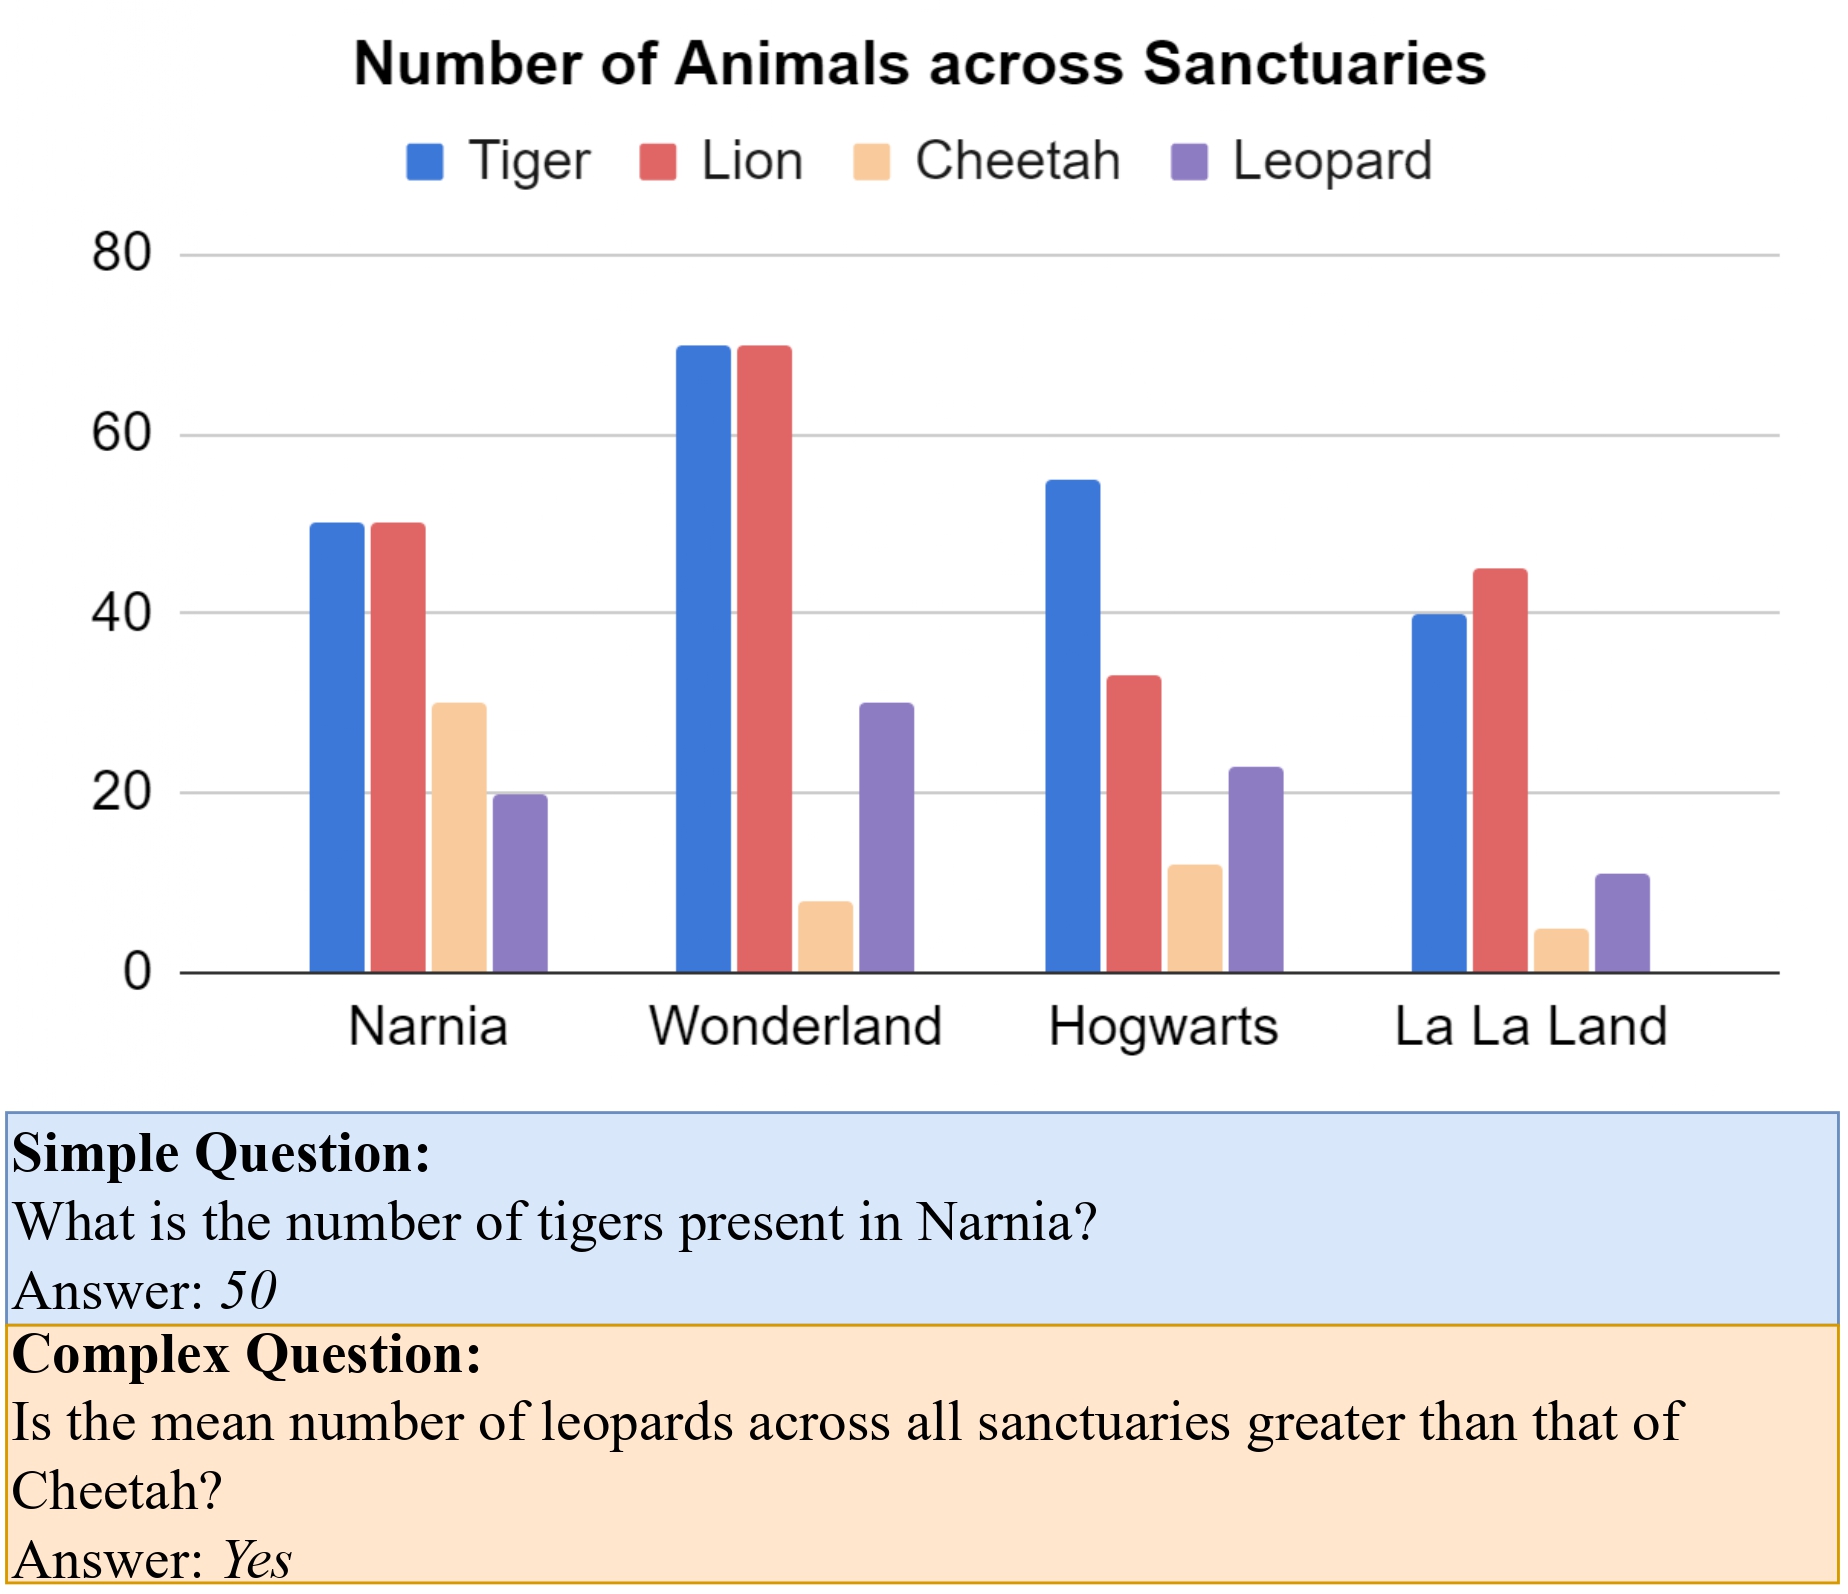 Number of Animals across Sanctuaries
Tiger Lion Cheetah Leopard
80
60
40
20
0
Narnia Wonderland Hogwarts La La Land
Simple Question:
What is the number of tigers present in Narnia?
Answer: 50
Complex Question:
Is the mean number of leopards across all sanctuaries greater than that of
Cheetah?
Answer: Yes